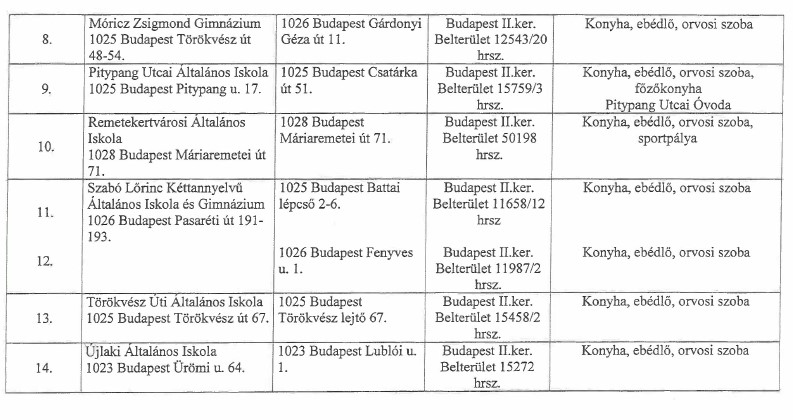 8.
Móricz Zsigmond Gimnázium
1025 Budapest Törökvész út
48-54.
1026 Budapest Gárdonyi
Géza út 11.
Budapest II.ker.
Belterület 12543/20
hrsz.
Konyha, ebédlő, orvosi szoba
9.
Pitypang Utcai Általános Iskola
1025 Budapest Pitypang u. 17.
1025 Budapest Csatárka
út 51.
Budapest II.ker.
Belterület 15759/3
hrsz.
Konyha, ebédlő, orvosi szoba,
főzőkonyha
Pitypang Utcai Óvoda
10.
Remetekertvárosi Általános
Iskola
1028 Budapest Máriaremetei út
71.
1028 Budapest
Máriaremetei út 71.
Budapest II.ker.
Belterület 50198
hrsz.
Konyha, ebédlő, orvosi szoba,
sportpálya
11.
Szabó Lőrinc Kéttannyelvű
Általános Iskola és Gimnázium
1026 Budapest Pasaréti út 191-
193.
1025 Budapest Battai
lépcső 2-6.
Budapest II.ker.
Belterület 11658/12
hrsz
Konyha, ebédlő, orvosi szoba
12.
1026 Budapest Fenyves
u. 1.
Budapest II.ker.
Belterület 11987/2
hrsz.
Konyha, ebédlő, orvosi szoba
13.
Törökvész Úti Általános Iskola
1025 Budapest Törökvész út 67.
1025 Budapest
Törökvész lejtő 67.
Budapest II.ker.
Belterület 15458/2
hrsz.
Konyha, ebédlő, orvosi szoba
14.
Újlaki Általános Iskola
1023 Budapest Ürömi u. 64.
1023 Budapest Lublói u.
1.
Budapest II.ker.
Belterület 15272
hrsz.
Konyha, ebédlő, orvosi szoba